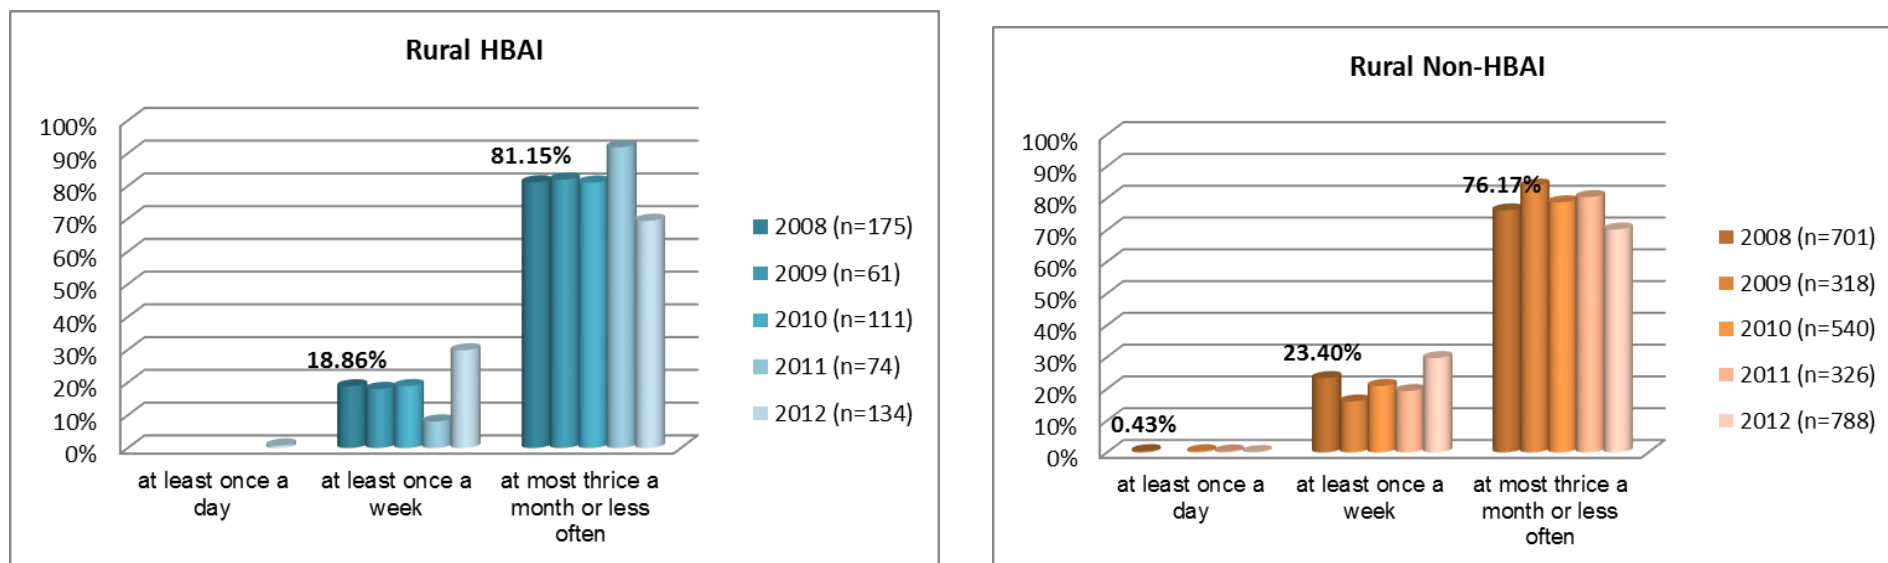 Rural HBAI
100%
90%
80%
70%
60%
50%
40%
30%
20%
10%
0%
18.86%
81.15%
at least once a
day
at least once a
week
at most thrice a
month or less
often
2008 (n=175)
2009 (n=61)
2010 (n=111)
2011 (n=74)
2012 (n=134)
Rural Non-HBAI
100%
90%
80%
70%
60%
50%
40%
30%
20%
10%
0%
0.43%
23.40%
76.17%
at least once a
day
at least once a
week
at most thrice a
month or less
often
2008 (n=701)
2009 (n=318)
2010 (n=540)
2011 (n=326)
2012 (n=788)